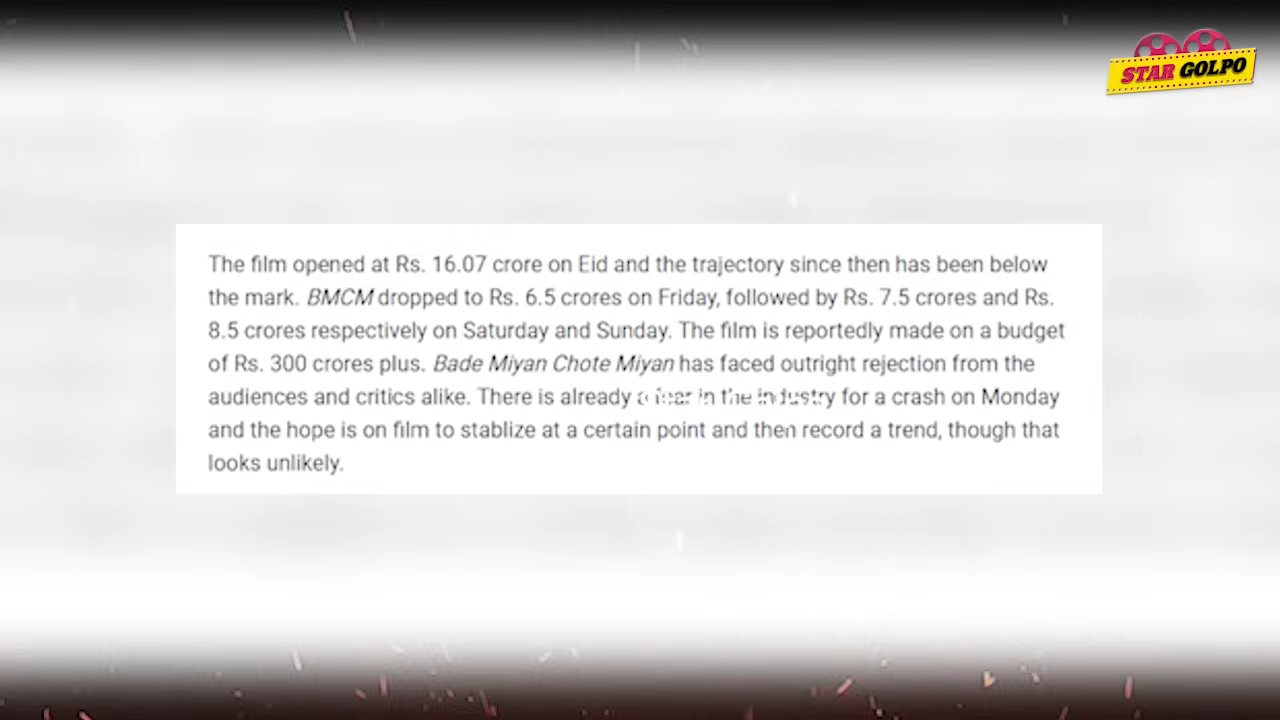 STAR GOLPO
The film opened at Rs. 16.07 crore on Eid and the trajectory since then has been below
the mark. BMCM dropped to Rs. 6.5 crores on Friday, followed by Rs. 7.5 crores and Rs.
8.5 crores respectively on Saturday and Sunday. The film is reportedly made on a budget
of Rs. 300 crores plus. Bade Miyan Chote Miyan has faced outright rejection from the
audiences and critics alike. There is already a fear in the industry for a crash on Monday
and the hope is on film to stablize at a certain point and then record a trend, though that
looks unlikely.